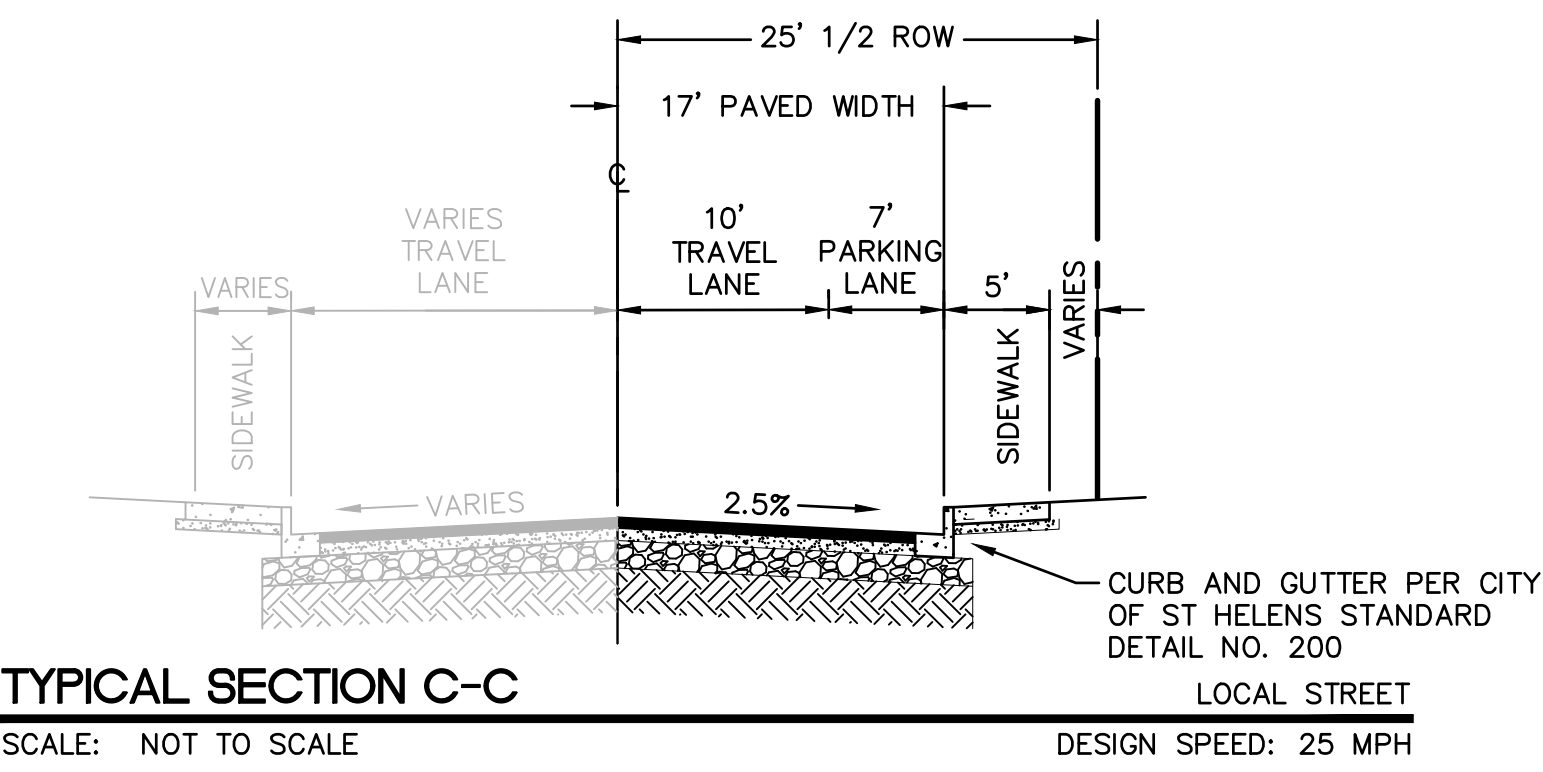 25' 1/2 ROW
17' PAVED WIDTH
℄
VARIES
TRAVEL
LANE
10'
TRAVEL
LANE
7'
PARKING
LANE
VARIES
5'
VARIES
SIDEWALK
SIDEWALK
VARIES
2.5%
CURB AND GUTTER PER CITY
OF ST HELENS STANDARD
DETAIL NO. 200
TYPICAL SECTION C-C
LOCAL STREET
SCALE: NOT TO SCALE
DESIGN SPEED: 25 MPH